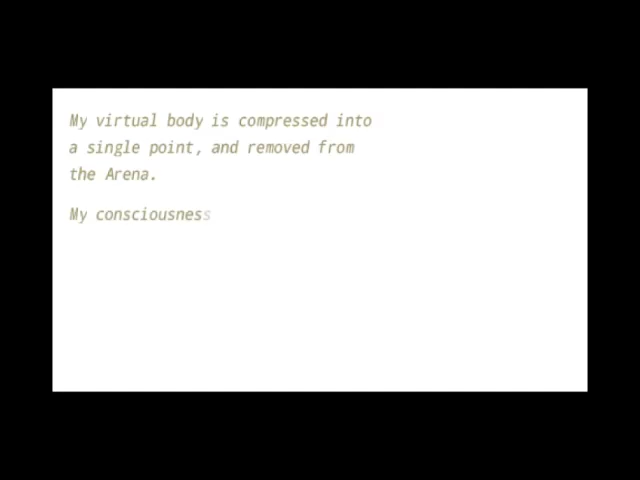 My virtual body is compressed into
a single point, and removed from
the Arena.
My consciousness